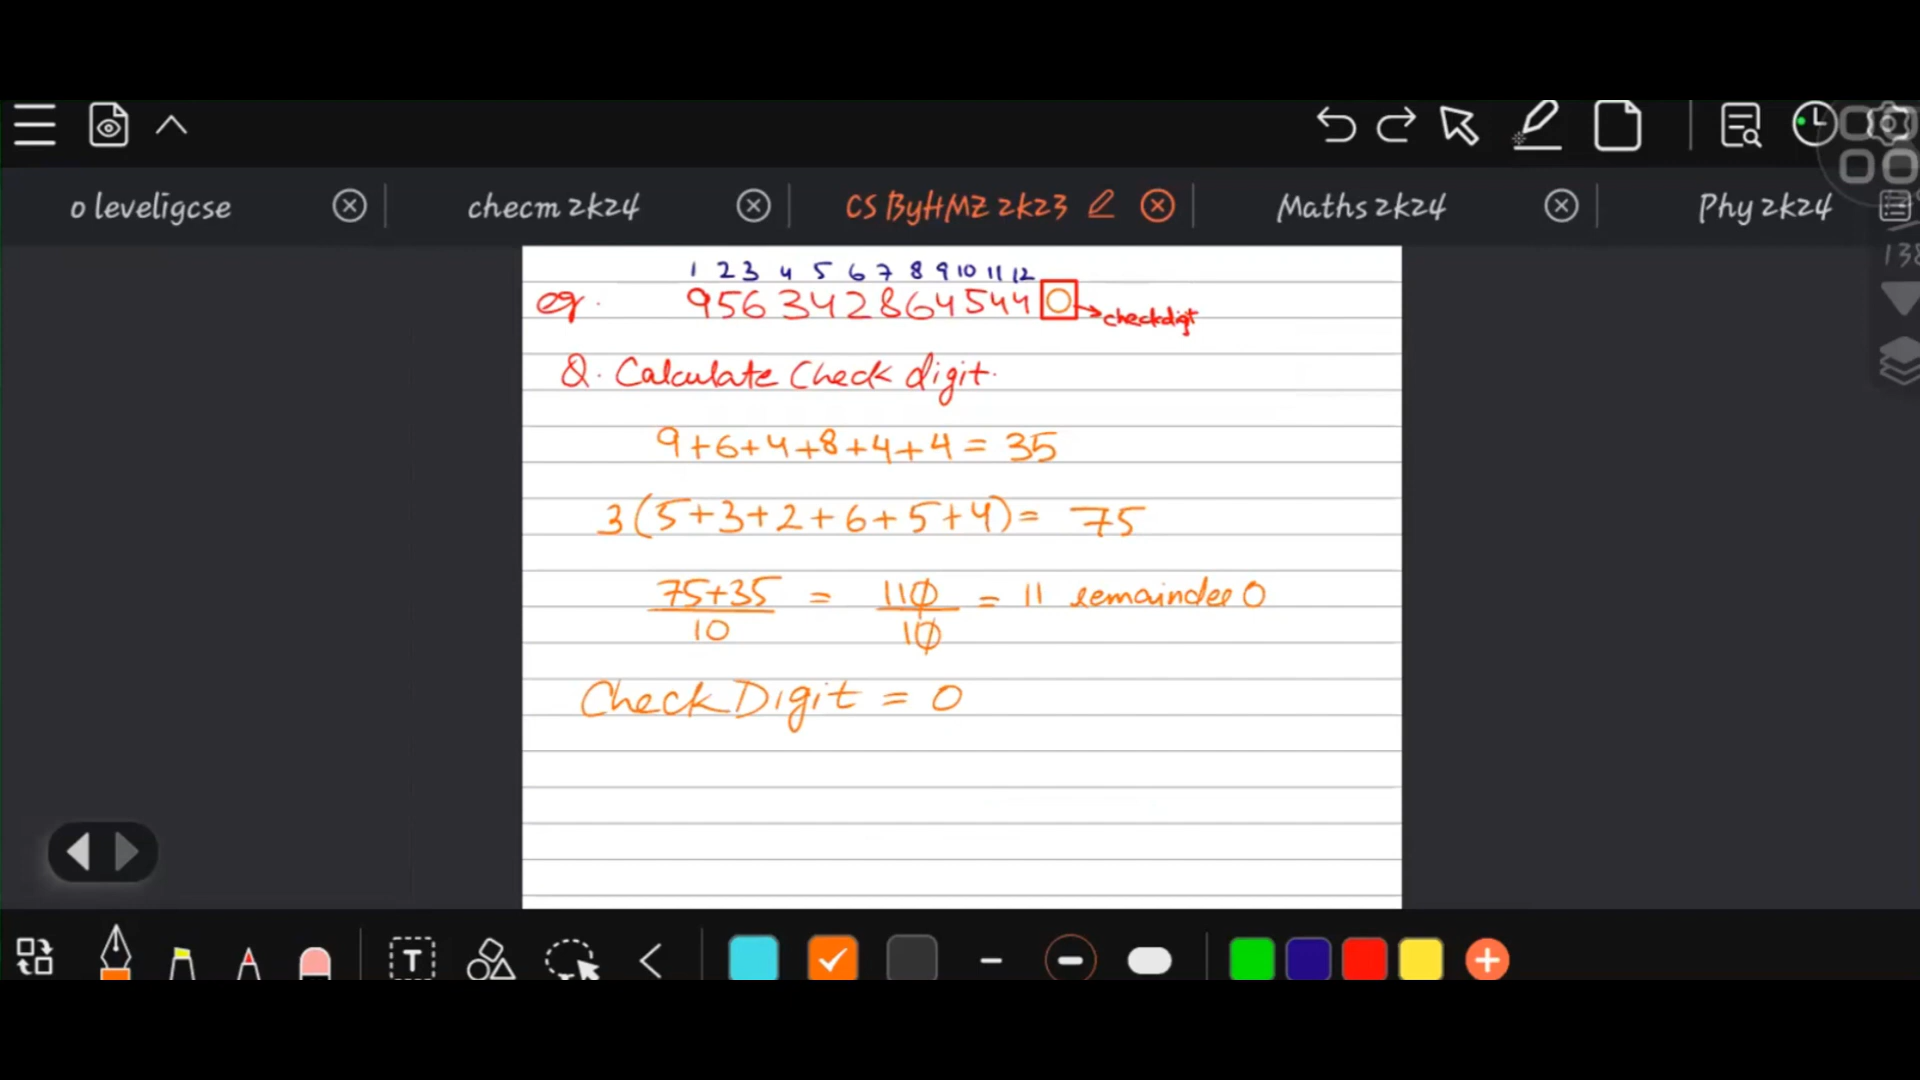 o leveligcse checm 2k24 CS ByHMZ 2k23 Maths 2k24 Phy 2k24
138
1 2 3 4 5 6 7 8 9 10 11 12
eg. 9563428645440 → checkdigit
Q. Calculate Check digit.
9+6+4+8+4+4 = 35
3(5+3+2+6+5+4) = 75
75+35 = 110 = 11 remainder 0
10 10
Check Digit = 0
T